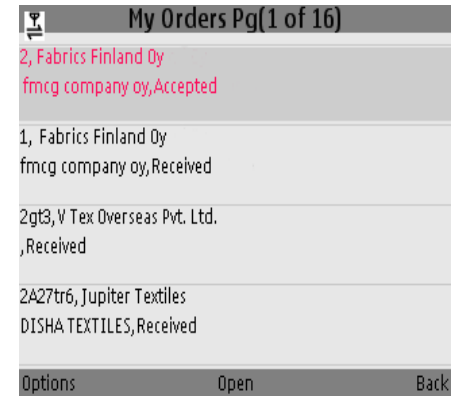 My Orders Pg(1 of 16)
2, Fabrics Finland Oy
fmcg company oy,Accepted
1, Fabrics Finland Oy
fmcg company oy,Received
2gt3,V Tex Overseas Pvt. Ltd.
,Received
2A27tr6, Jupiter Textiles
DISHA TEXTILES,Received
Options Open Back